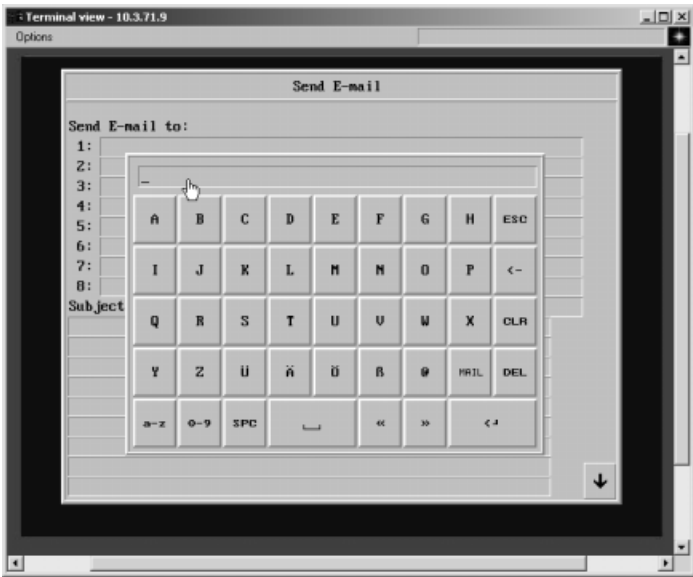 Terminal view - 10.3.71.9
Options
Send E-mail
Send E-mail to:
1:
2:
3:
4:
5:
6:
7:
8:
Subject
_
A B C D E F G H ESC
I J K L M N O P <-
Q R S T U V W X CLR
Y Z Ü Ä Ö ß @ MAIL DEL
a-z 0-9 SPC « »